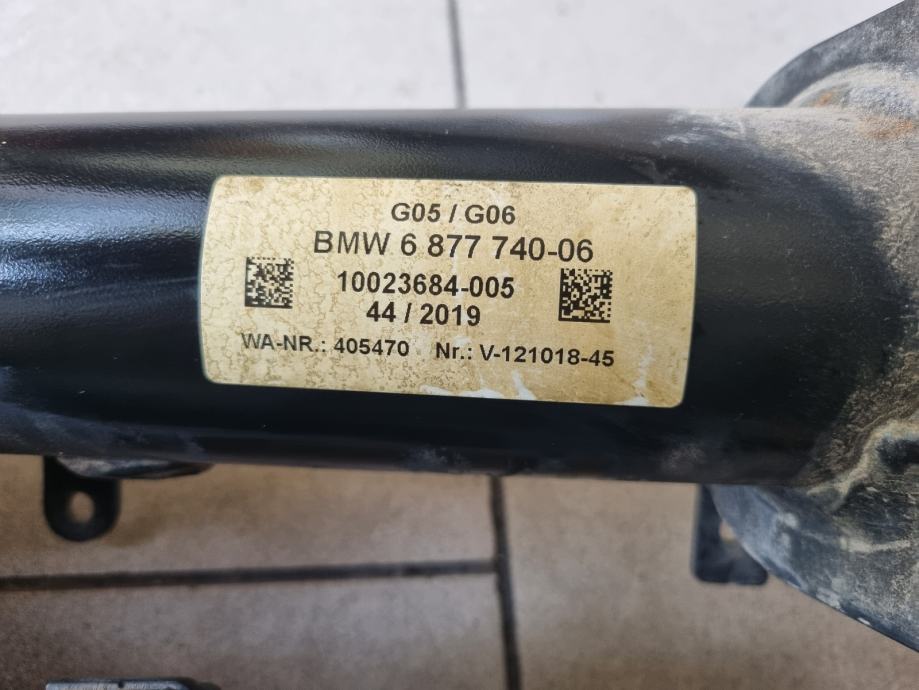 G05 / G06
BMW 6 877 740-06
10023684-005
44 / 2019
WA-NR.: 405470 Nr.: V-121018-45